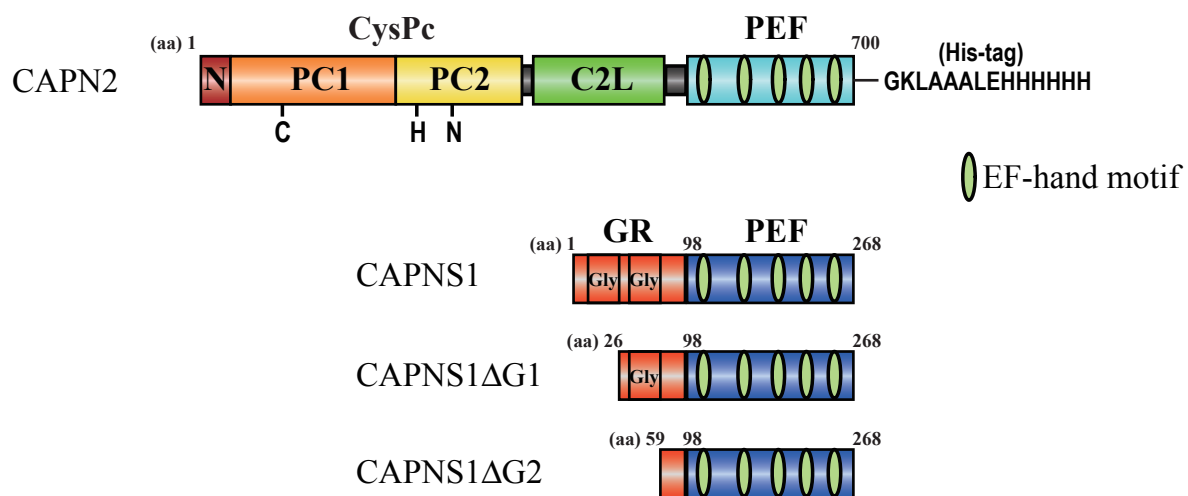 CysPc
PEF
(aa) 1
700
(His-tag)
CAPN2
N
PC1
PC2
C2L
GKLAAALEHHHHHH
C
H
N
EF-hand motif
GR
PEF
(aa) 1
98
268
CAPNS1
Gly
Gly
(aa) 26
98
268
CAPNS1ΔG1
Gly
(aa) 59
98
268
CAPNS1ΔG2